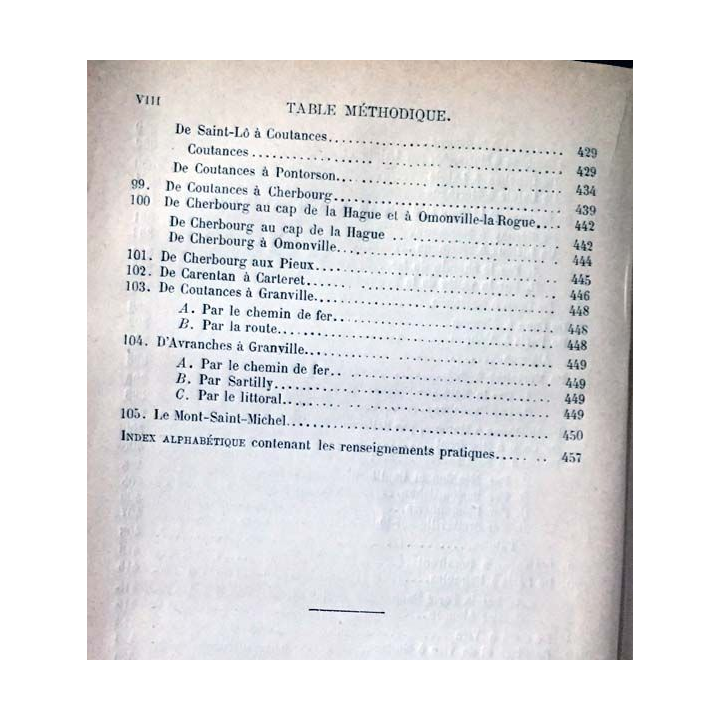 VIII
TABLE MÉTHODIQUE.
De Saint-Lô à Coutances 429
Coutances 429
De Coutances à Pontorson 434
99. De Coutances à Cherbourg 439
100 De Cherbourg au cap de la Hague et à Omonville-la-Rogue 442
De Cherbourg au cap de la Hague 442
De Cherbourg à Omonville 444
101. De Cherbourg aux Pieux 445
102. De Carentan à Carteret 446
103. De Coutances à Granville 448
A. Par le chemin de fer 448
B. Par la route 448
104. D'Avranches à Granville 449
A. Par le chemin de fer 449
B. Par Sartilly 449
C. Par le littoral 449
105. Le Mont-Saint-Michel 450
INDEX ALPHABÉTIQUE contenant les renseignements pratiques 457